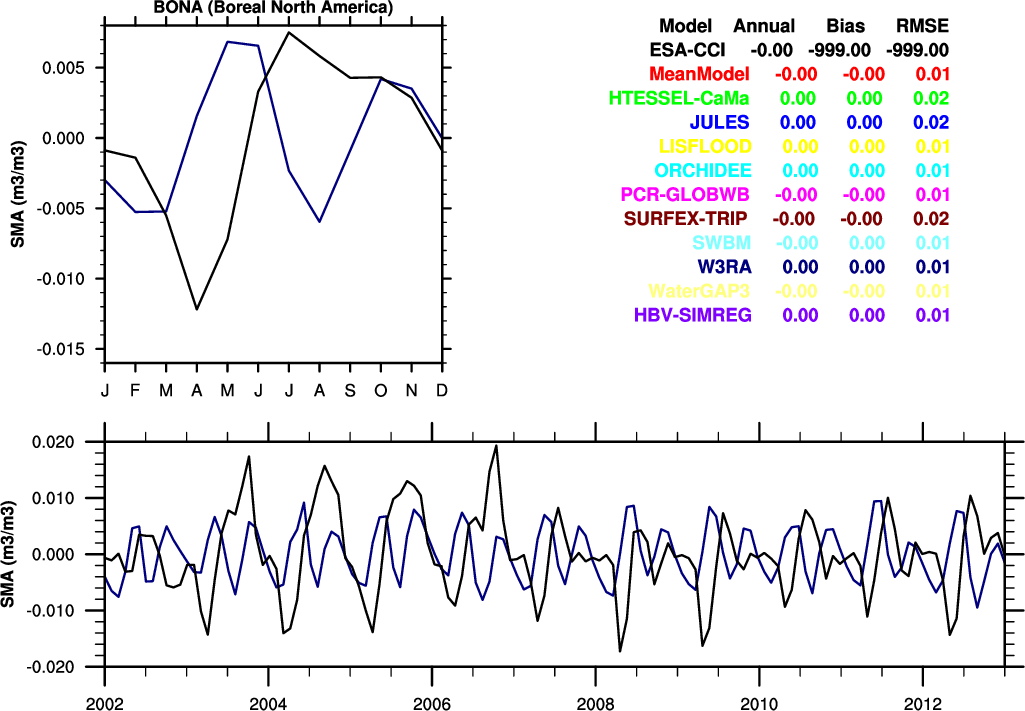 BONA (Boreal North America)
SMA (m3/m3)
0.005
0.000
-0.005
-0.010
-0.015
J F M A M J J A S O N D
Model Annual Bias RMSE
ESA-CCI -0.00 -999.00 -999.00
MeanModel -0.00 -0.00 0.01
HTESSEL-CaMa 0.00 0.00 0.02
JULES 0.00 0.00 0.02
LISFLOOD 0.00 0.00 0.01
ORCHIDEE 0.00 0.00 0.01
PCR-GLOBWB -0.00 -0.00 0.01
SURFEX-TRIP -0.00 -0.00 0.02
SWBM -0.00 0.00 0.01
W3RA 0.00 0.00 0.01
WaterGAP3 -0.00 -0.00 0.01
HBV-SIMREG 0.00 0.00 0.01
SMA (m3/m3)
0.020
0.010
0.000
-0.010
-0.020
2002 2004 2006 2008 2010 2012